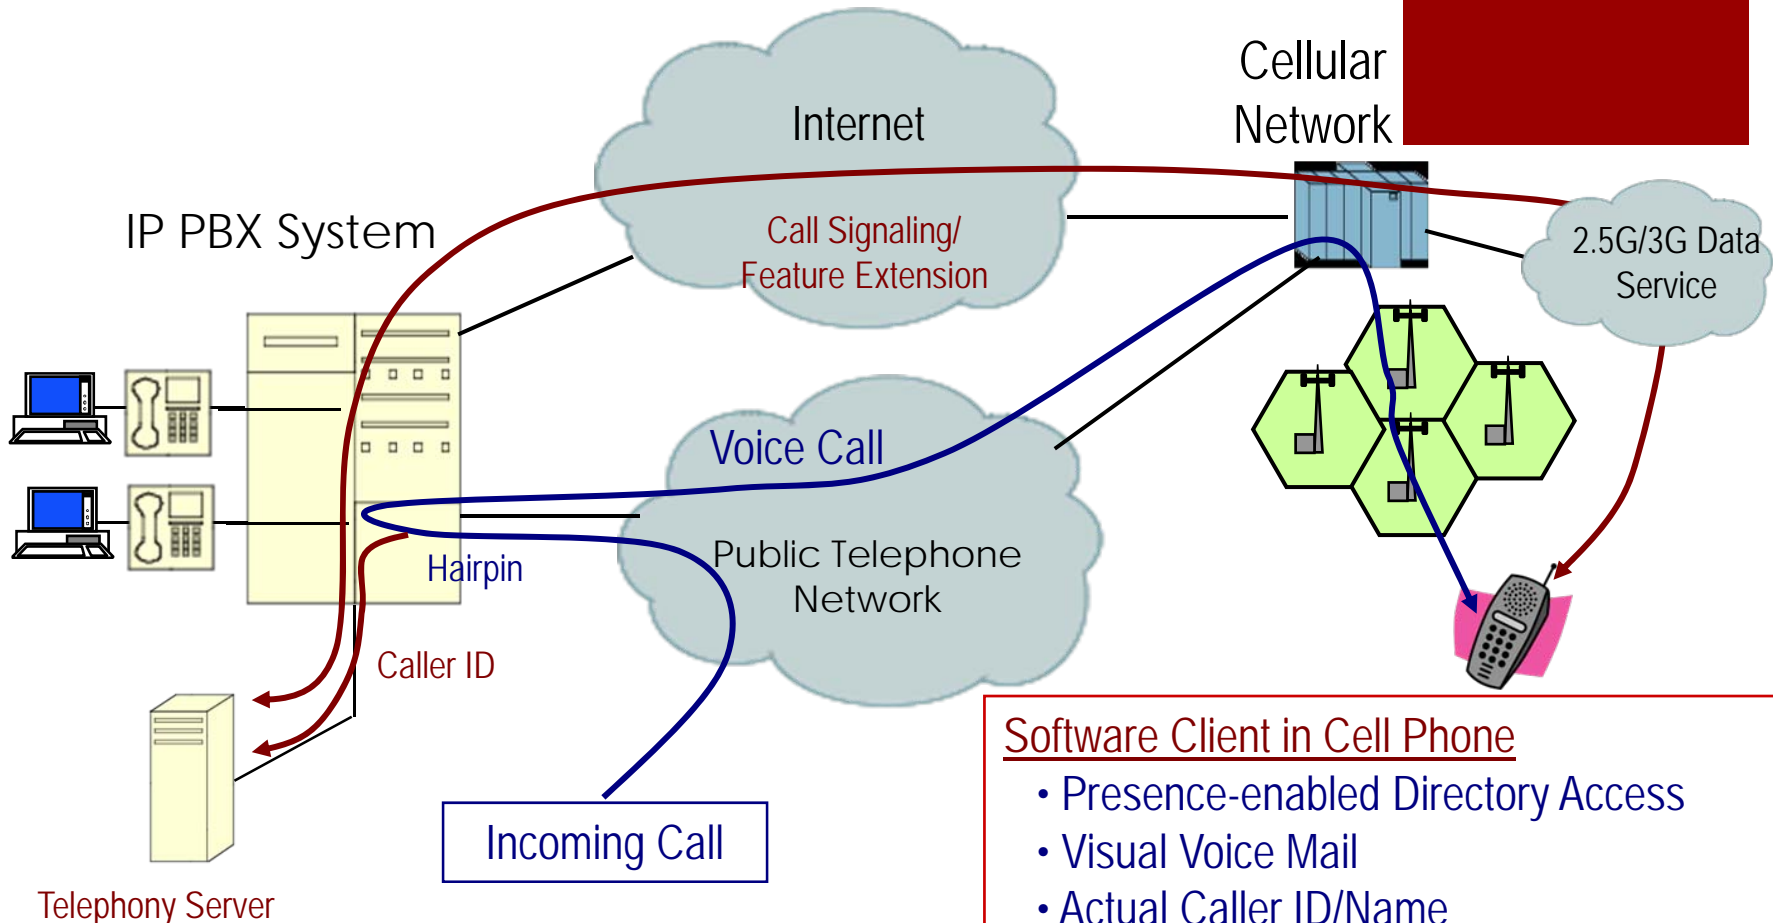 Cellular
Network
Internet
IP PBX System
Call Signaling/
Feature Extension
2.5G/3G Data
Service
Voice Call
Public Telephone
Network
Hairpin
Caller ID
Incoming Call
Telephony Server
Software Client in Cell Phone
• Presence-enabled Directory Access
• Visual Voice Mail
• Actual Caller ID/Name